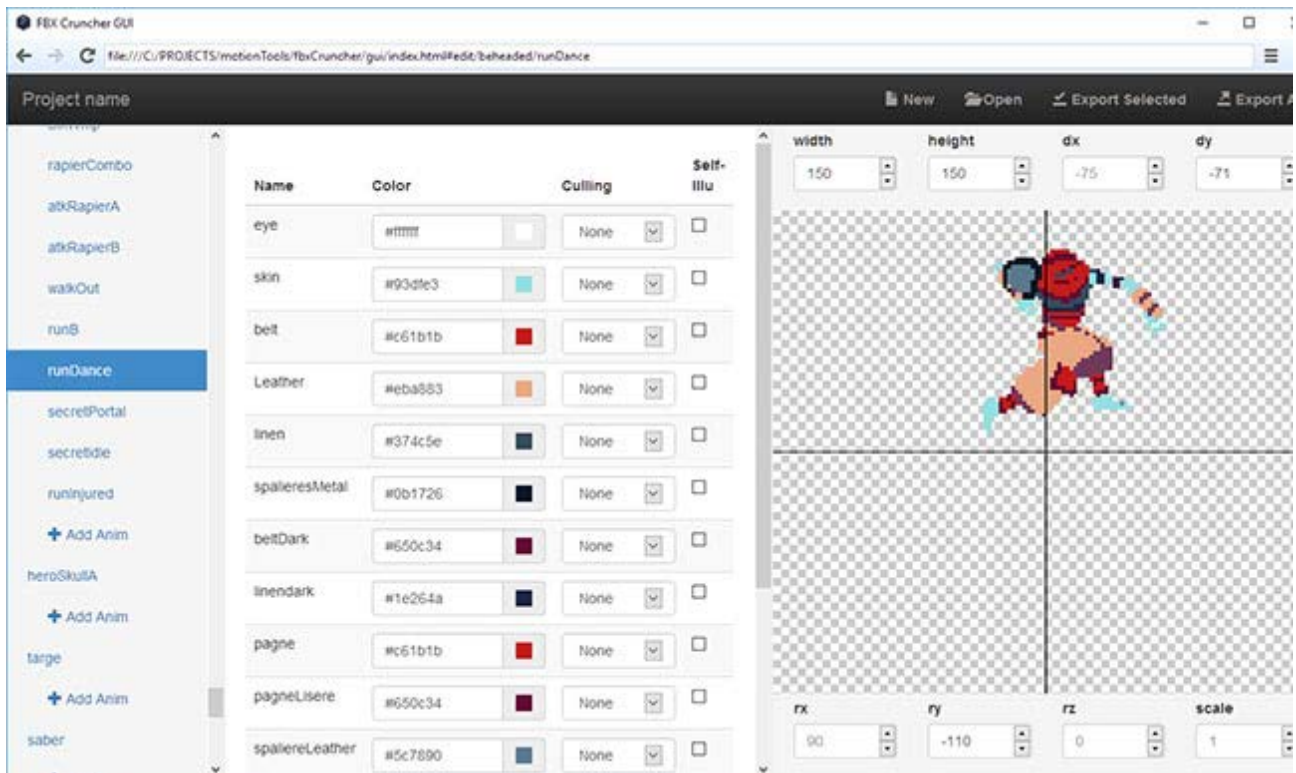 FBX Cruncher GUI
file:///C:/PROJECTS/motionTools/fbxCruncher/gui/index.html#edit/beheaded/runDance
Project name
New Open Export Selected Export A
rapierCombo
atkRapierA
atkRapierB
walkOut
runB
runDance
secretPortal
secretIdle
runInjured
Add Anim
heroSkullA
Add Anim
targe
Add Anim
saber
Name Color Culling Self-Illu
eye #ffffff None
skin #93dfe3 None
belt #c61b1b None
Leather #eba883 None
linen #374c5e None
spalieresMetal #0b1726 None
beltDark #650c34 None
linendark #1e264a None
pagne #c61b1b None
pagneLisere #650c34 None
spaliereLeather #5c7890 None
width height dx dy
150 150 -75 -71
rx ry rz scale
90 -110 0 1